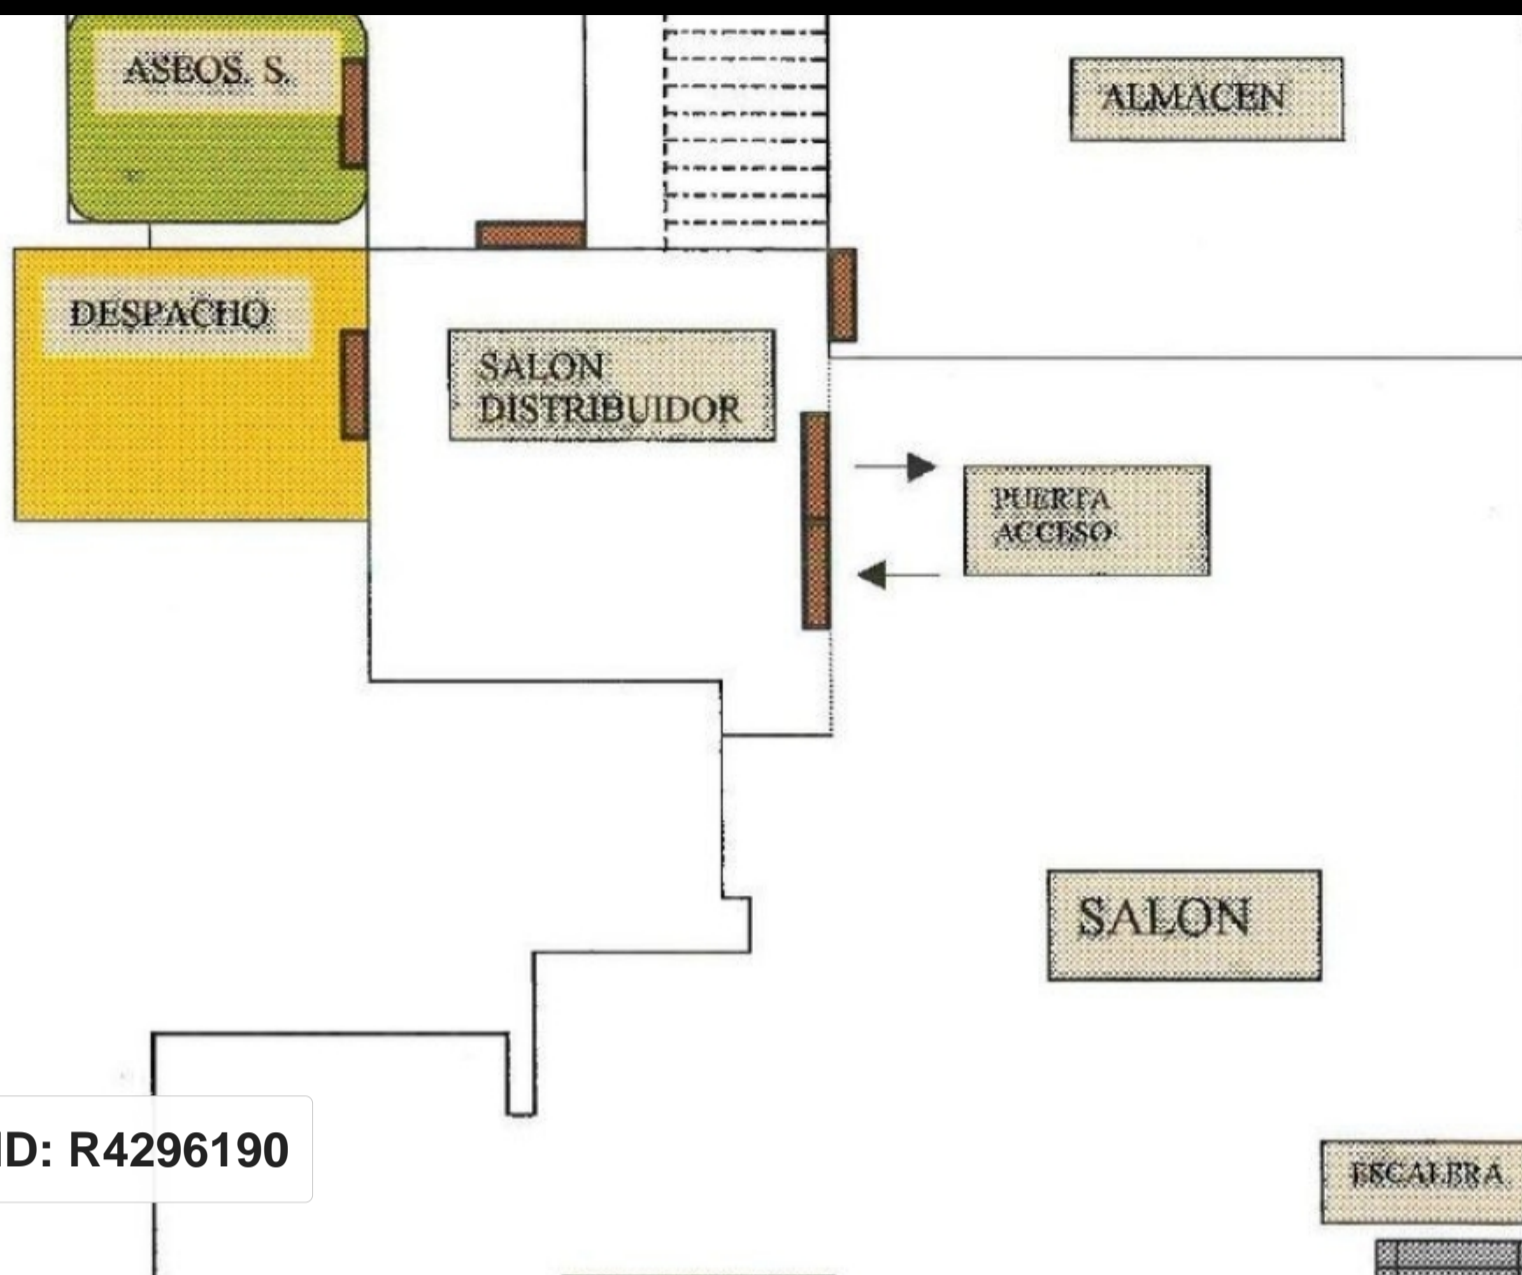 ASEOS. S.
ALMACEN
DESPACHO
SALON
DISTRIBUIDOR
PUERTA
ACCESO
SALON
ID: R4296190
ESCALERA